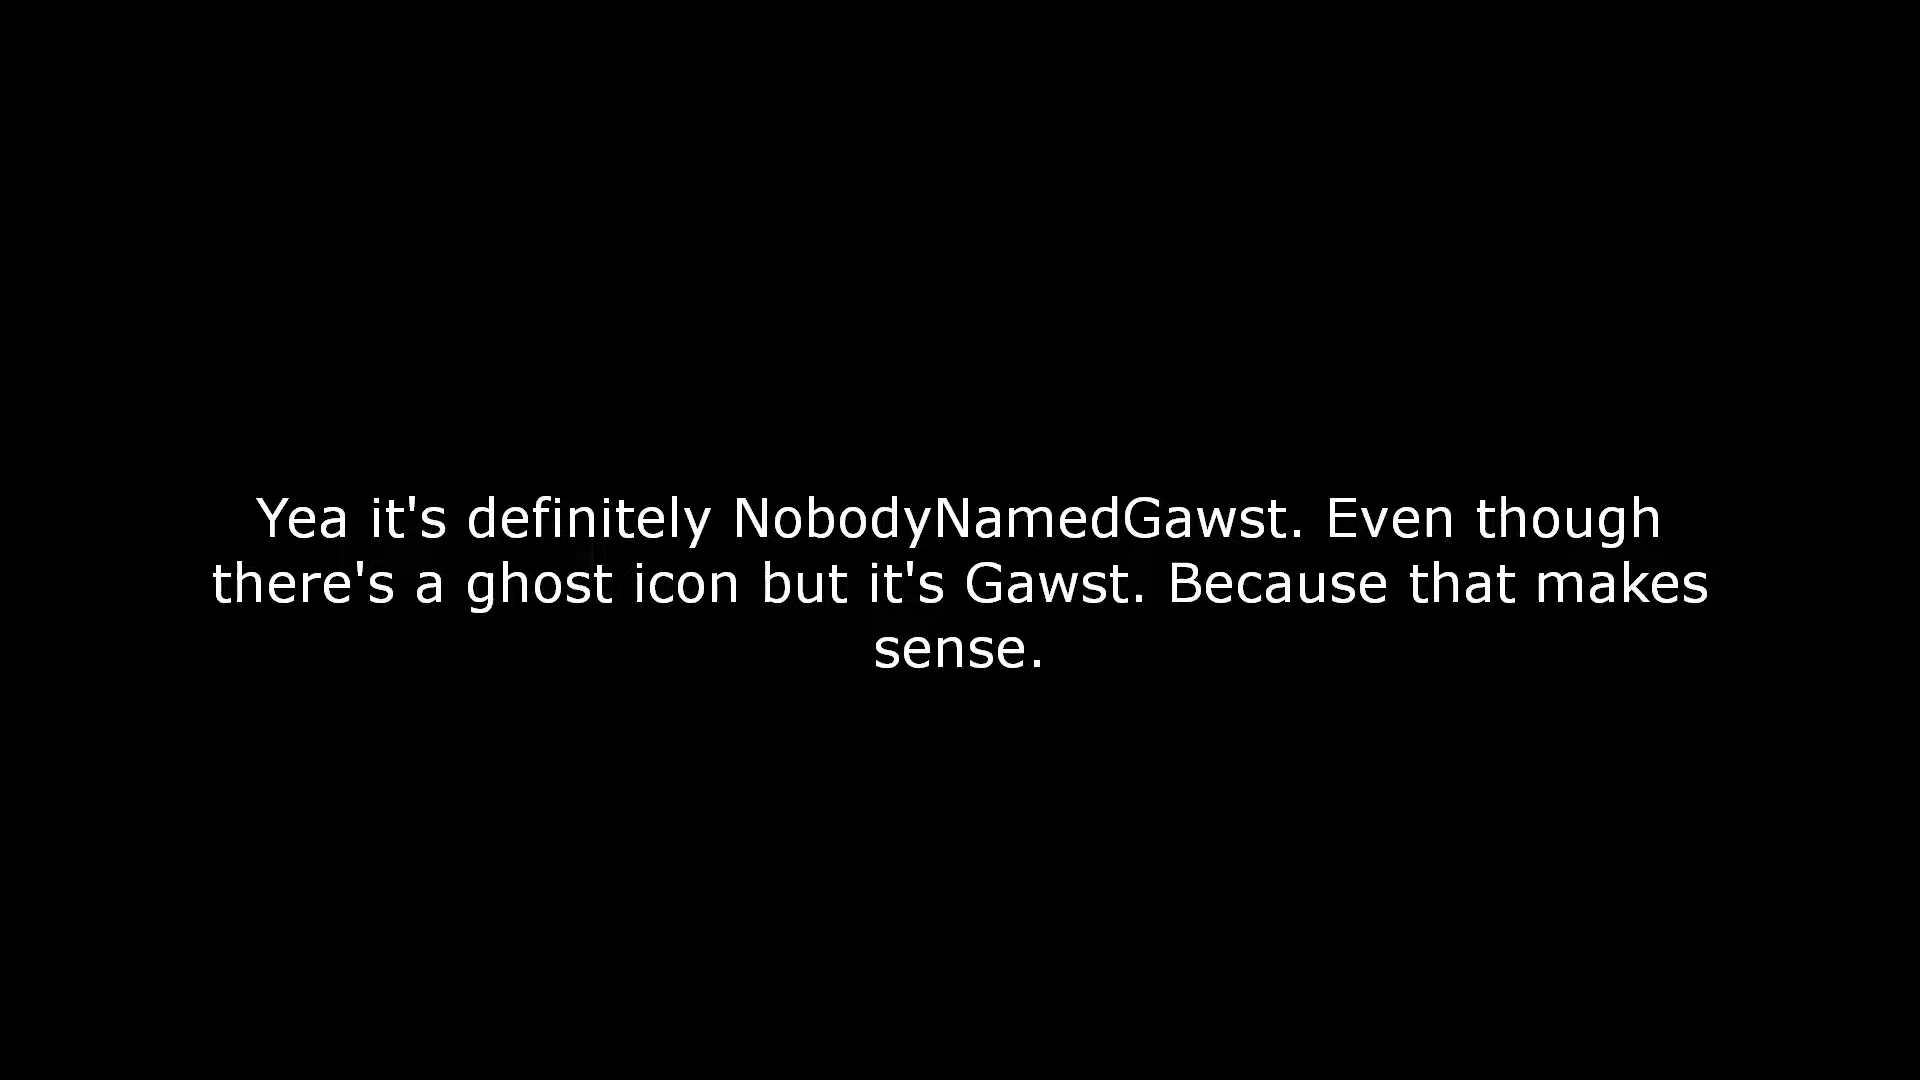 Yea it's definitely NobodyNamedGawst. Even though
there's a ghost icon but it's Gawst. Because that makes
sense.